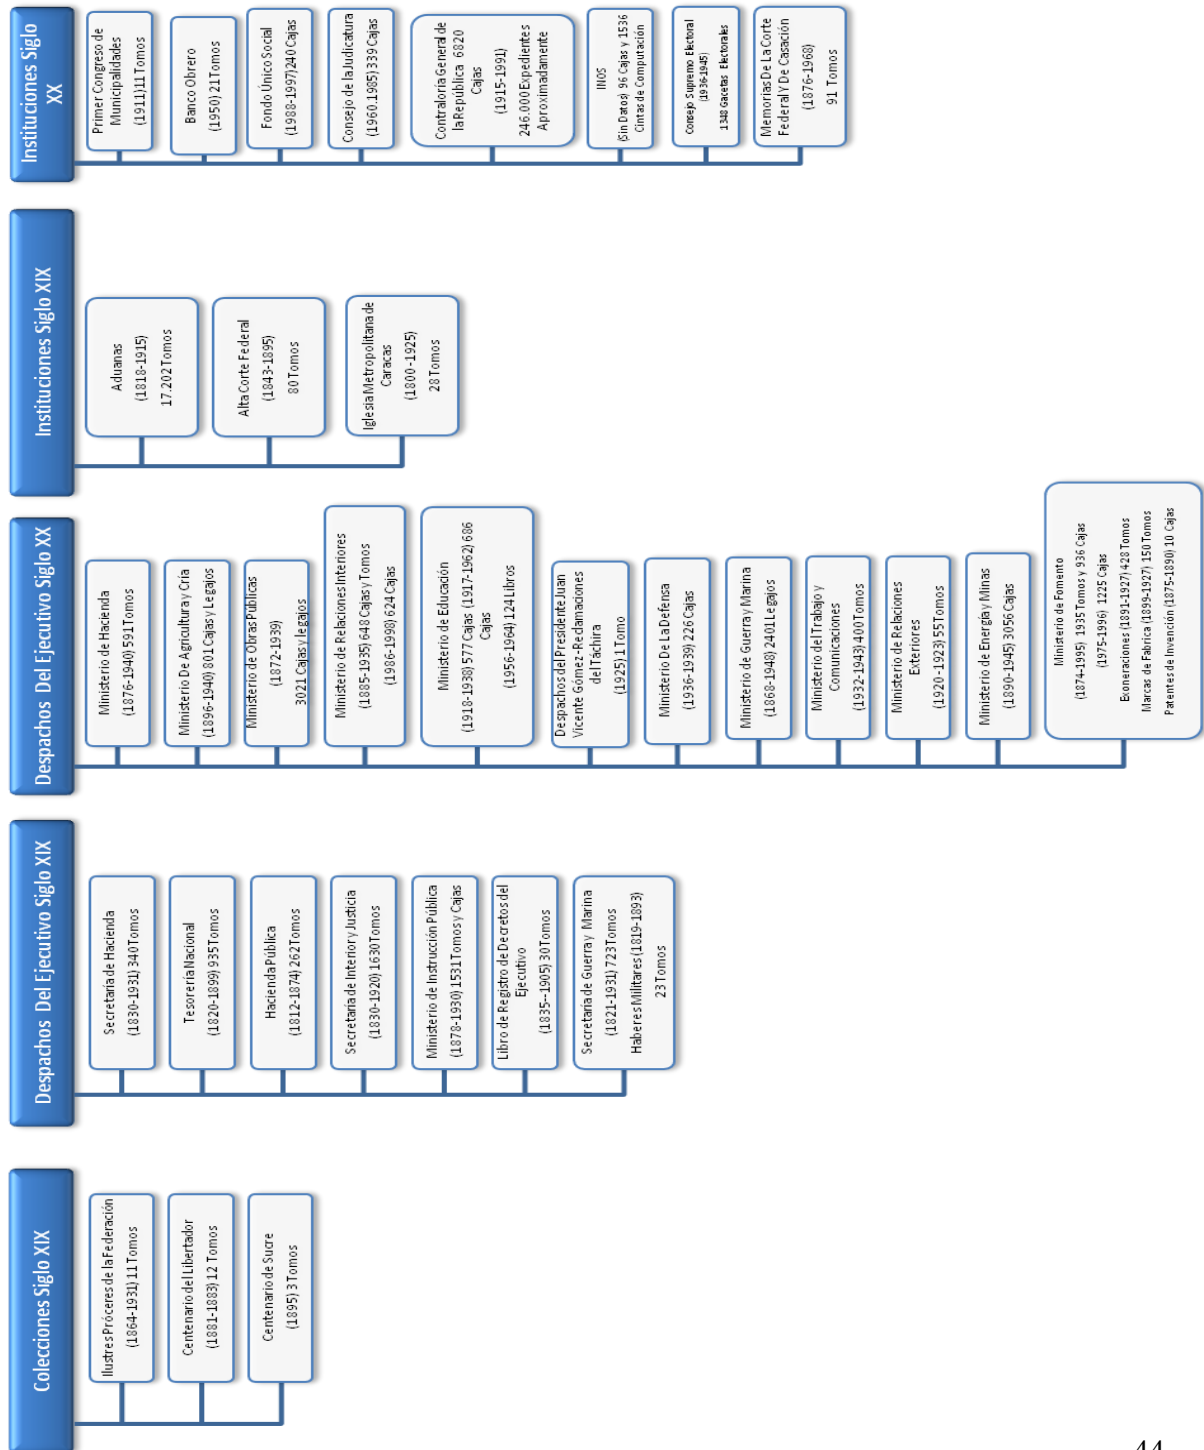 Colecciones Siglo XIX
Ilustres Próceres de la Federación
(1864-1931) 11 Tomos
Centenario del Libertador
(1881-1883) 12 Tomos
Centenario de Sucre
(1895) 3 Tomos
Despachos Del Ejecutivo Siglo XIX
Secretaría de Hacienda
(1830-1931) 340 Tomos
Tesorería Nacional
(1820-1899) 935 Tomos
Hacienda Pública
(1812-1874) 262 Tomos
Secretaría de Interior y Justicia
(1830-1920) 1630 Tomos
Ministerio de Instrucción Pública
(1878-1930) 1531 Tomos y Cajas
Libro de Registro de Decretos del
Ejecutivo
(1835--1905) 30 Tomos
Secretaría de Guerra y Marina
(1821-1931) 723 Tomos
Haberes Militares (1819-1893)
23 Tomos
Despachos Del Ejecutivo Siglo XX
Ministerio de Hacienda
(1876-1940) 591 Tomos
Ministerio De Agricultura y Cría
(1896-1940) 801 Cajas y Legajos
Ministerio de Obras Públicas
(1872-1939)
3021 Cajas y legajos
Ministerio de Relaciones Interiores
(1885-1935) 648 Cajas y Tomos
(1986-1998) 624 Cajas
Ministerio de Educación
(1918-1938) 577 Cajas (1917-1962) 686
Cajas
(1956-1964) 124 Libros
Despachos del Presidente Juan
Vicente Gómez-Reclamaciones
del Táchira
(1925) 1 Tomo
Ministerio De La Defensa
(1936-1939) 226 Cajas
Ministerio de Guerra y Marina
(1868-1948) 2401 Legajos
Ministerio del Trabajo y
Comunicaciones
(1932-1943) 400 Tomos
Ministerio de Relaciones
Exteriores
(1920-1923) 55 Tomos
Ministerio de Energía y Minas
(1890-1945) 3056 Cajas
Ministerio de Fomento
(1874-1995) 1935 Tomos y 936 Cajas
(1975-1996) 1225 Cajas
Exoneraciones (1891-1927) 428 Tomos
Marcas de Fabrica (1899-1927) 150 Tomos
Patentes de Invención (1875-1890) 10 Cajas
Instituciones Siglo XIX
Aduanas
(1818-1915)
17.202 Tomos
Alta Corte Federal
(1843-1895)
80 Tomos
Iglesia Metropolitana de
Caracas
(1800-1925)
28 Tomos
Instituciones Siglo
XX
Primer Congreso de
Municipalidades
(1911) 11 Tomos
Banco Obrero
(1950) 21 Tomos
Fondo Único Social
(1988-1997) 240 Cajas
Consejo de la Judicatura
(1960.1985) 339 Cajas
Contraloría General de
la República 6820
Cajas
(1915-1991)
246.000 Expedientes
Aproximadamente
INOS
(Sin Datos) 96 Cajas y 1536
Cintas de Computación
Consejo Supremo Electoral
(1936-1945)
1348 Gacetas Electorales
Memorias De La Corte
Federal Y De Casación
(1876-1968)
91 Tomos
44